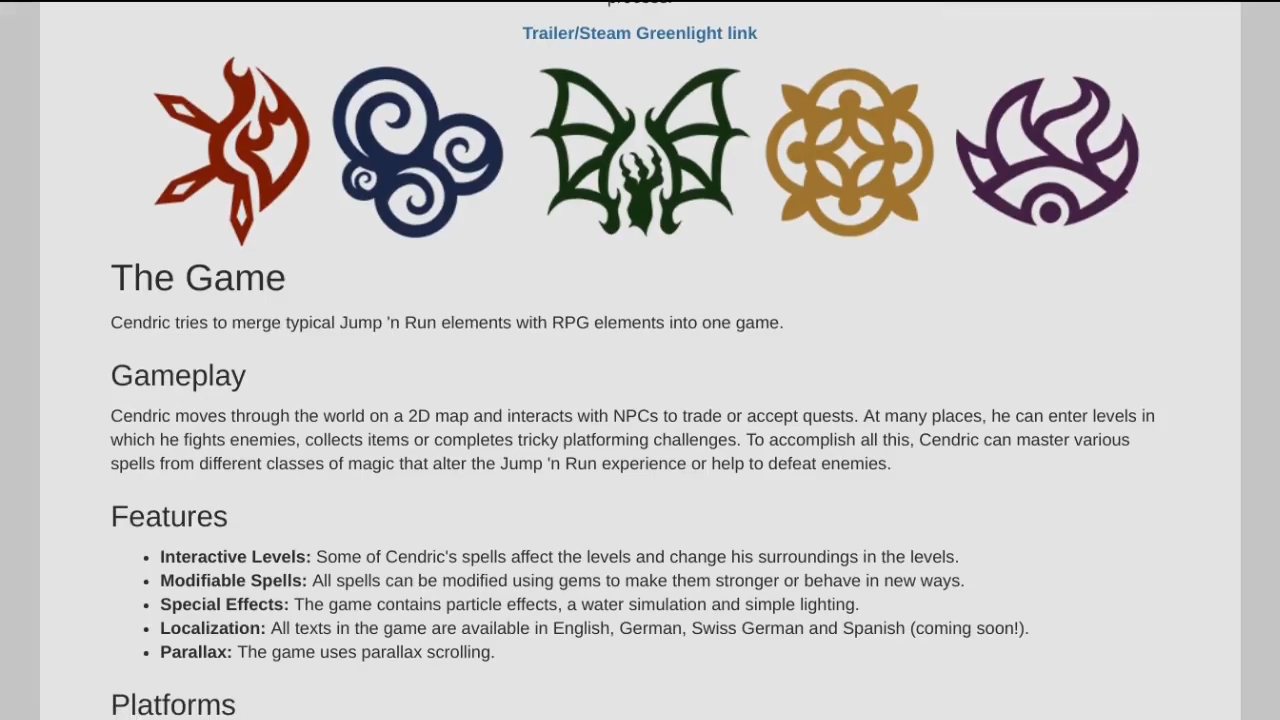 Trailer/Steam Greenlight link
The Game
Cendric tries to merge typical Jump 'n Run elements with RPG elements into one game.
Gameplay
Cendric moves through the world on a 2D map and interacts with NPCs to trade or accept quests. At many places, he can enter levels in
which he fights enemies, collects items or completes tricky platforming challenges. To accomplish all this, Cendric can master various
spells from different classes of magic that alter the Jump 'n Run experience or help to defeat enemies.
Features
• Interactive Levels: Some of Cendric's spells affect the levels and change his surroundings in the levels.
• Modifiable Spells: All spells can be modified using gems to make them stronger or behave in new ways.
• Special Effects: The game contains particle effects, a water simulation and simple lighting.
• Localization: All texts in the game are available in English, German, Swiss German and Spanish (coming soon!).
• Parallax: The game uses parallax scrolling.
Platforms